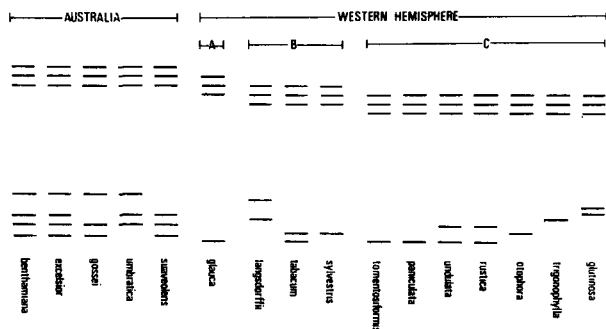 AUSTRALIA
WESTERN HEMISPHERE
A
B
C
benthamiana
excelsior
gossei
umbratica
suaveolens
glauca
langsdorffii
tabacum
sylvestris
tomentosiformis
paniculata
undulata
rustica
otophora
trigonophylla
glutinosa